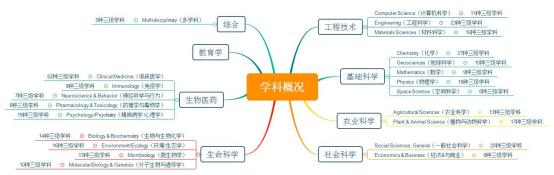 学科概况
综合
Multidisciplinary（多学科） 5种三级学科
教育学
生物医药
Clinical Medicine（临床医学） 62种三级学科
Immunology（免疫学） 9种三级学科
Neuroscience & Behavior（神经科学与行为） 7种三级学科
Pharmacology & Toxicology（药理学与毒物学） 8种三级学科
Psychology/Psychiatry（精神病学/心理学） 19种三级学科
生命科学
Biology & Biochemistry（生物与生物化学） 14种三级学科
Environment/Ecology（环境/生态学） 16种三级学科
Microbiology（微生物学） 13种三级学科
Molecular Biology & Genetics（分子生物与遗传学） 10种三级学科
工程技术
Computer Science（计算机科学） 11种三级学科
Engineering（工程科学） 23种三级学科
Materials Sciences（材料科学） 16种三级学科
基础科学
Chemistry（化学） 27种三级学科
Geosciences（地球科学） 10种三级学科
Mathematics（数学） 9种三级学科
Physics（物理学） 18种三级学科
Space Science（空间科学） 6种三级学科
农业科学
Agricultural Sciences（农业科学） 13种三级学科
Plant & Animal Science（植物与动物科学） 17种三级学科
社会科学
Social Sciences, General（一般社会科学） 29种三级学科
Economics & Business（经济&与商业） 8种三级学科